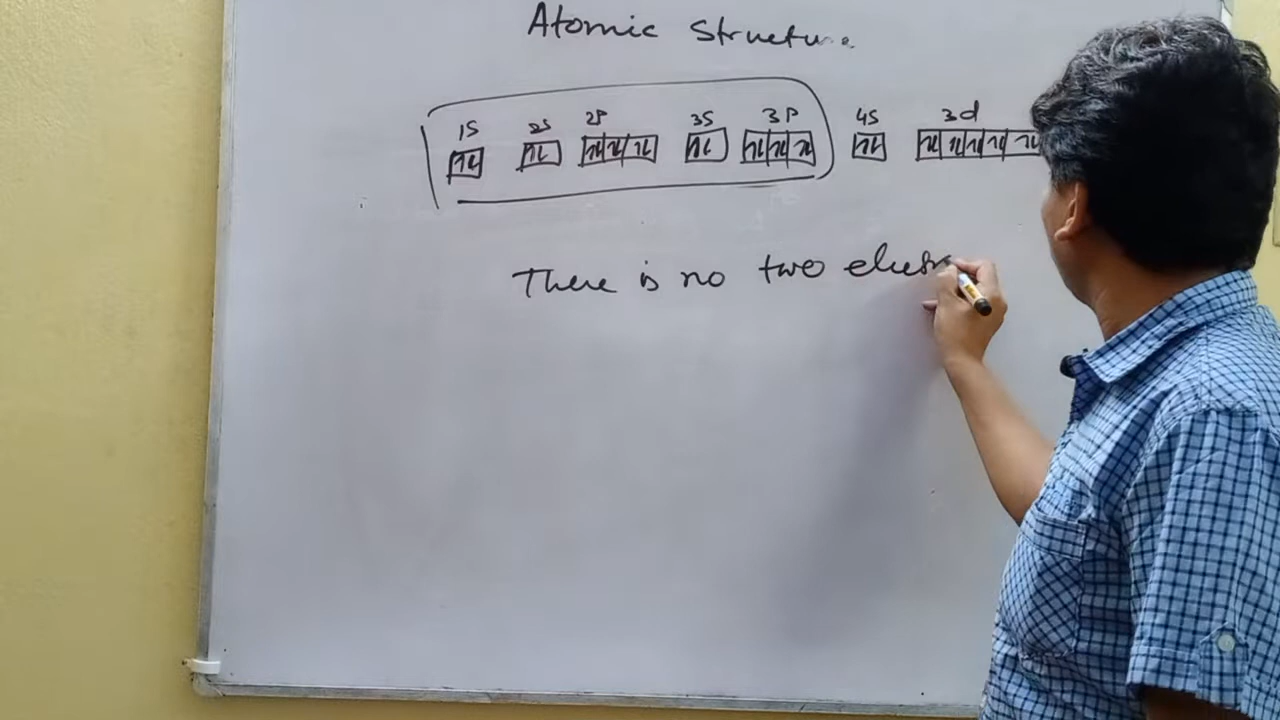 Atomic Structure
1S 2S 2P 3S 3P 4S 3d
There is no two